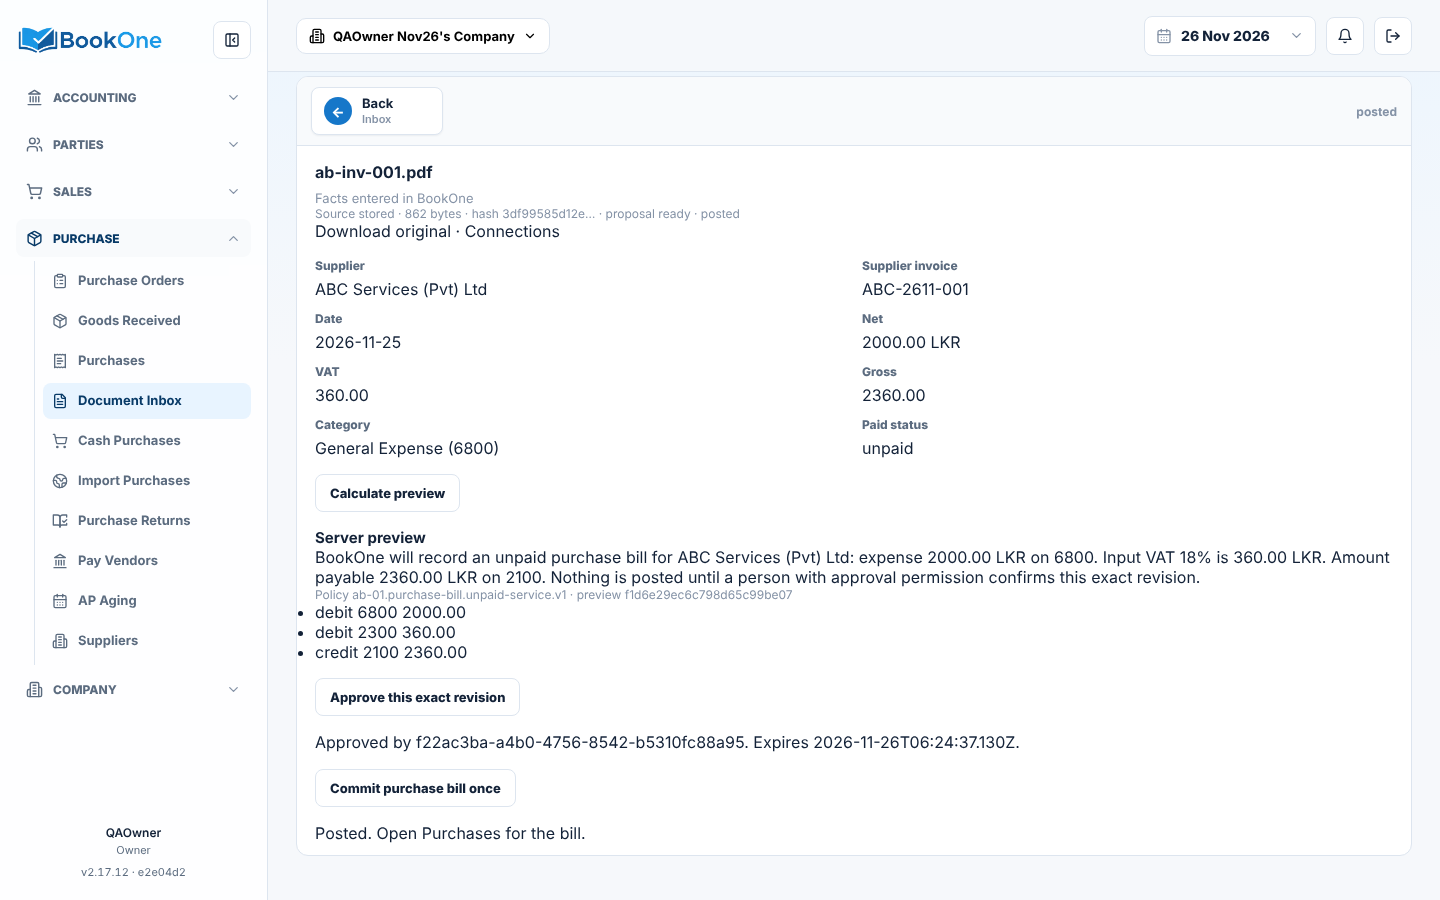 BookOne
QAOwner Nov26's Company
26 Nov 2026
ACCOUNTING
PARTIES
SALES
PURCHASE
Purchase Orders
Goods Received
Purchases
Document Inbox
Cash Purchases
Import Purchases
Purchase Returns
Pay Vendors
AP Aging
Suppliers
COMPANY
QAOwner
Owner
v2.17.12 · e2e04d2
Back
Inbox
posted
ab-inv-001.pdf
Facts entered in BookOne
Source stored · 862 bytes · hash 3df99585d12e… · proposal ready · posted
Download original · Connections
Supplier
ABC Services (Pvt) Ltd
Supplier invoice
ABC-2611-001
Date
2026-11-25
Net
2000.00 LKR
VAT
360.00
Gross
2360.00
Category
General Expense (6800)
Paid status
unpaid
Calculate preview
Server preview
BookOne will record an unpaid purchase bill for ABC Services (Pvt) Ltd: expense 2000.00 LKR on 6800. Input VAT 18% is 360.00 LKR. Amount
payable 2360.00 LKR on 2100. Nothing is posted until a person with approval permission confirms this exact revision.
Policy ab-01.purchase-bill.unpaid-service.v1 · preview f1d6e29ec6c798d65c99be07
• debit 6800 2000.00
• debit 2300 360.00
• credit 2100 2360.00
Approve this exact revision
Approved by f22ac3ba-a4b0-4756-8542-b5310fc88a95. Expires 2026-11-26T06:24:37.130Z.
Commit purchase bill once
Posted. Open Purchases for the bill.